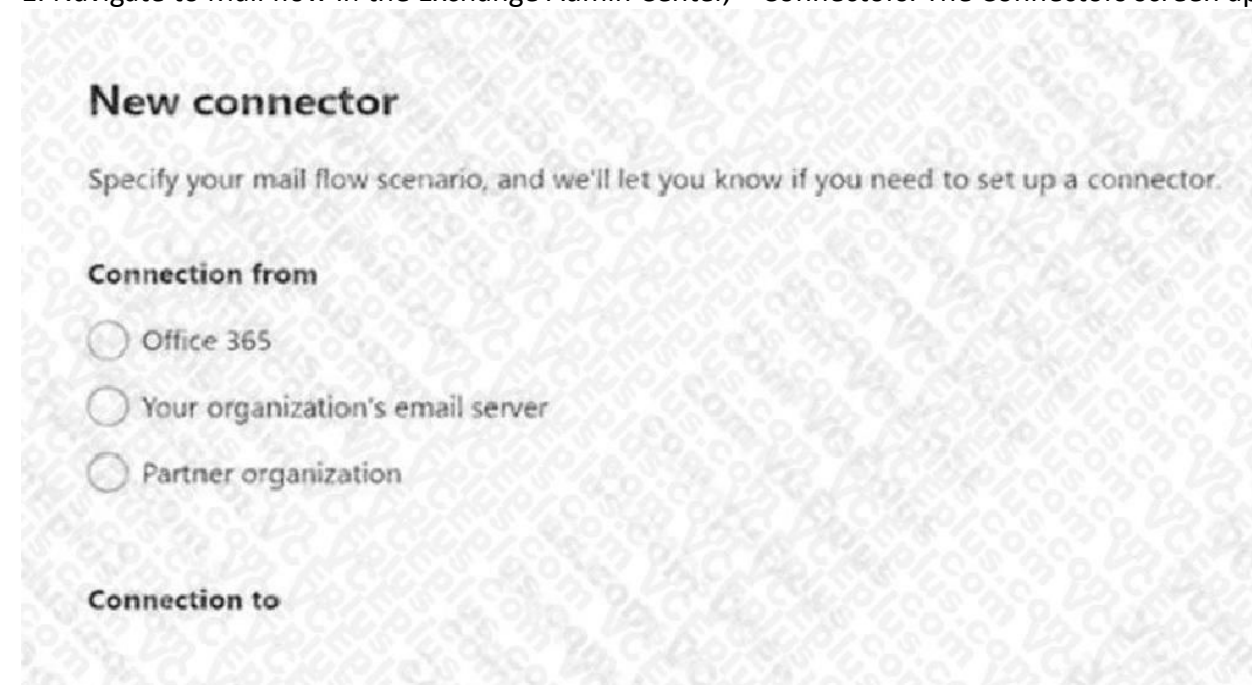 New connector
Specify your mail flow scenario, and we'll let you know if you need to set up a connector.
Connection from
Office 365
Your organization's email server
Partner organization
Connection to